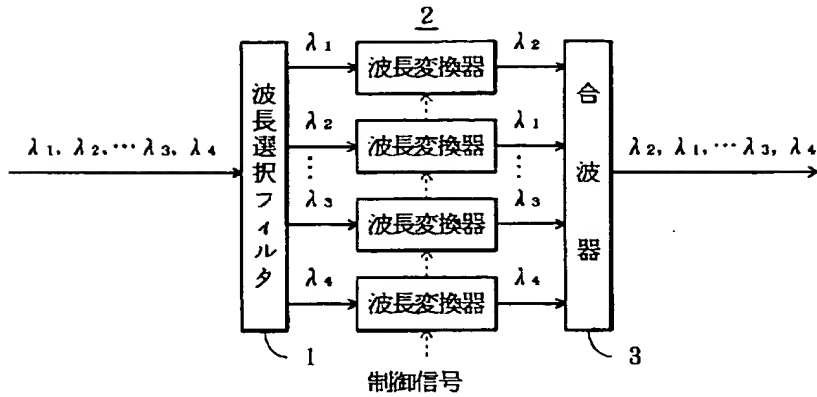 2
λ1
波長変換器
λ2
λ1, λ2, … λ3, λ4
波長選択フィルタ
λ2
波長変換器
λ1
合波器
λ2, λ1, … λ3, λ4
λ3
波長変換器
λ3
λ4
波長変換器
λ4
1
3
制御信号